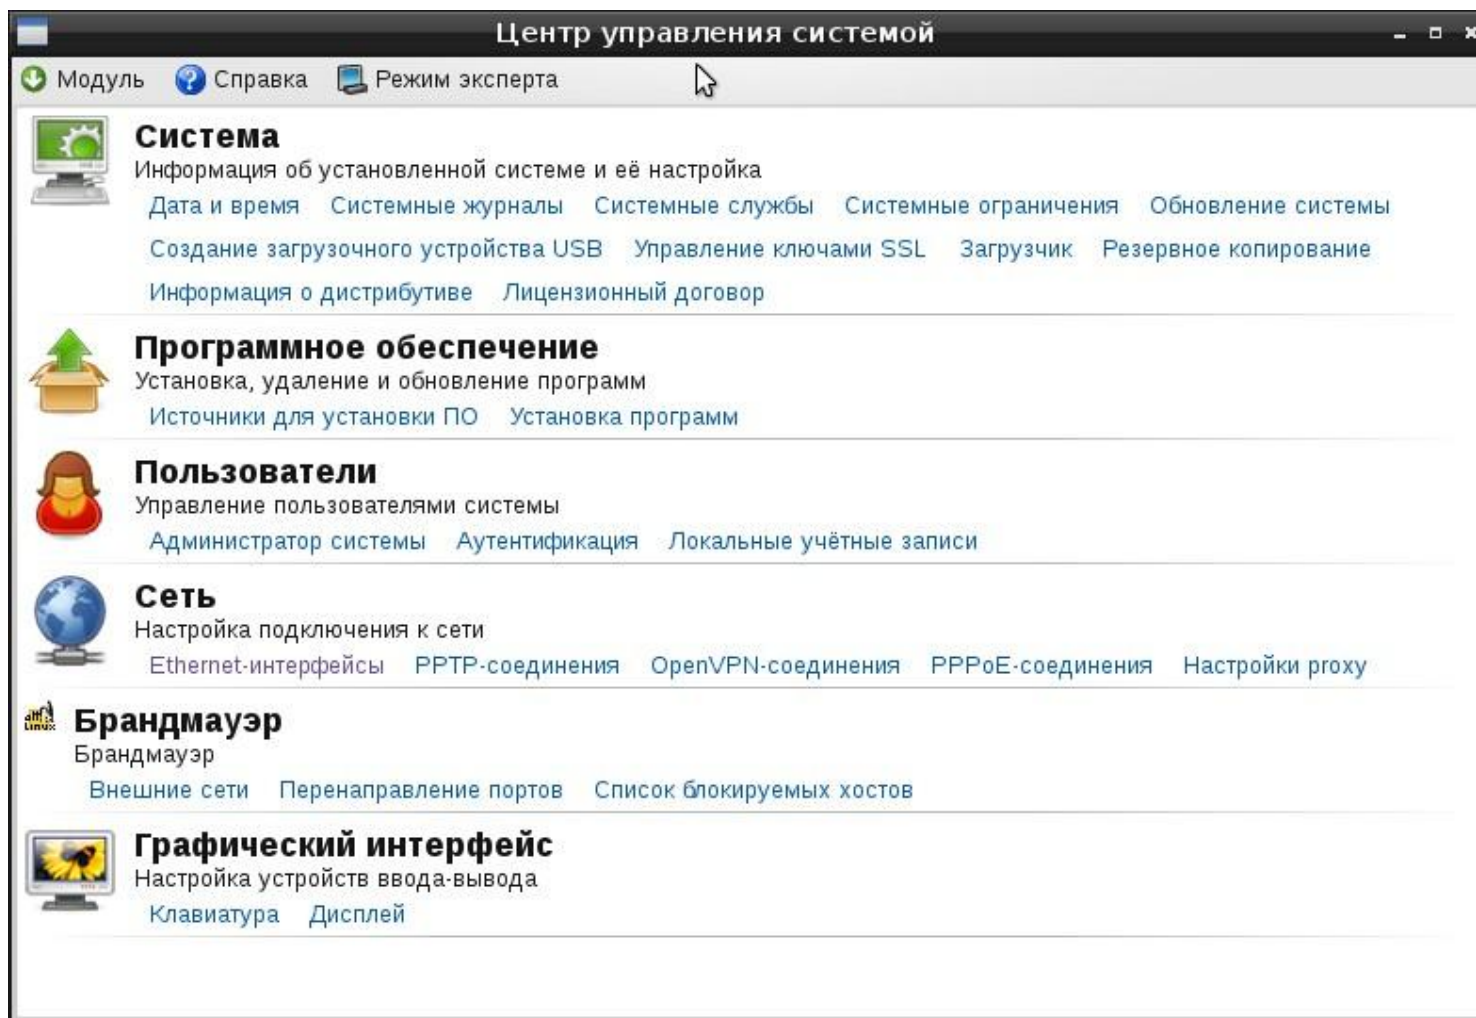 Центр управления системой
Модуль Справка Режим эксперта
Система
Информация об установленной системе и её настройка
Дата и время Системные журналы Системные службы Системные ограничения Обновление системы
Создание загрузочного устройства USB Управление ключами SSL Загрузчик Резервное копирование
Информация о дистрибутиве Лицензионный договор
Программное обеспечение
Установка, удаление и обновление программ
Источники для установки ПО Установка программ
Пользователи
Управление пользователями системы
Администратор системы Аутентификация Локальные учётные записи
Сеть
Настройка подключения к сети
Ethernet-интерфейсы PPTP-соединения OpenVPN-соединения PPPoE-соединения Настройки proxy
Брандмауэр
Брандмауэр
Внешние сети Перенаправление портов Список блокируемых хостов
Графический интерфейс
Настройка устройств ввода-вывода
Клавиатура Дисплей